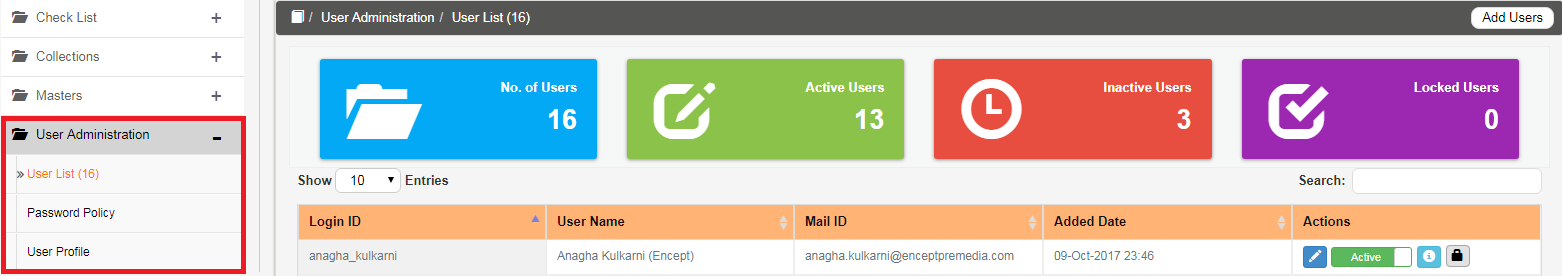 Check List +
Collections +
Masters +
User Administration -
» User List (16)
Password Policy
User Profile
/ User Administration / User List (16) Add Users
No. of Users
16
Active Users
13
Inactive Users
3
Locked Users
0
Show 10 Entries Search:
Login ID User Name Mail ID Added Date Actions
anagha_kulkarni Anagha Kulkarni (Encept) anagha.kulkarni@enceptpremedia.com 09-Oct-2017 23:46 Active